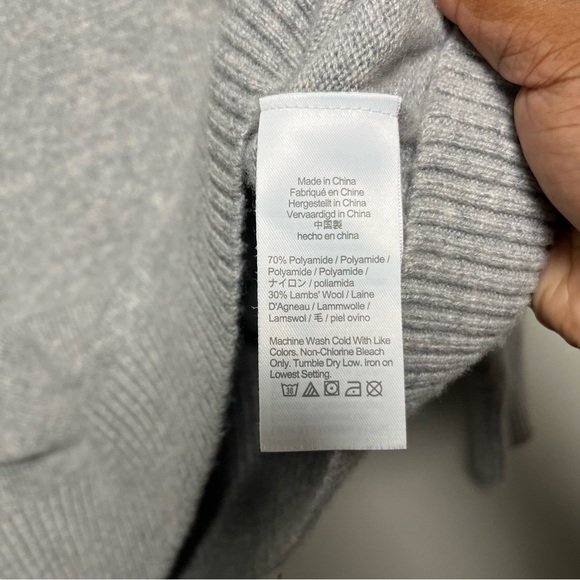 Made in China
Fabriqué en Chine
Hergestellt in China
Vervaardigd in China
中国製
hecho en china
70% Polyamide / Polyamide /
Polyamide / Polyamide /
ナイロン / poliamida
30% Lambs' Wool / Laine
D'Agneau / Lammwolle /
Lamswol / 毛 / piel ovino
Machine Wash Cold With Like
Colors. Non-Chlorine Bleach
Only. Tumble Dry Low. Iron on
Lowest Setting.
30